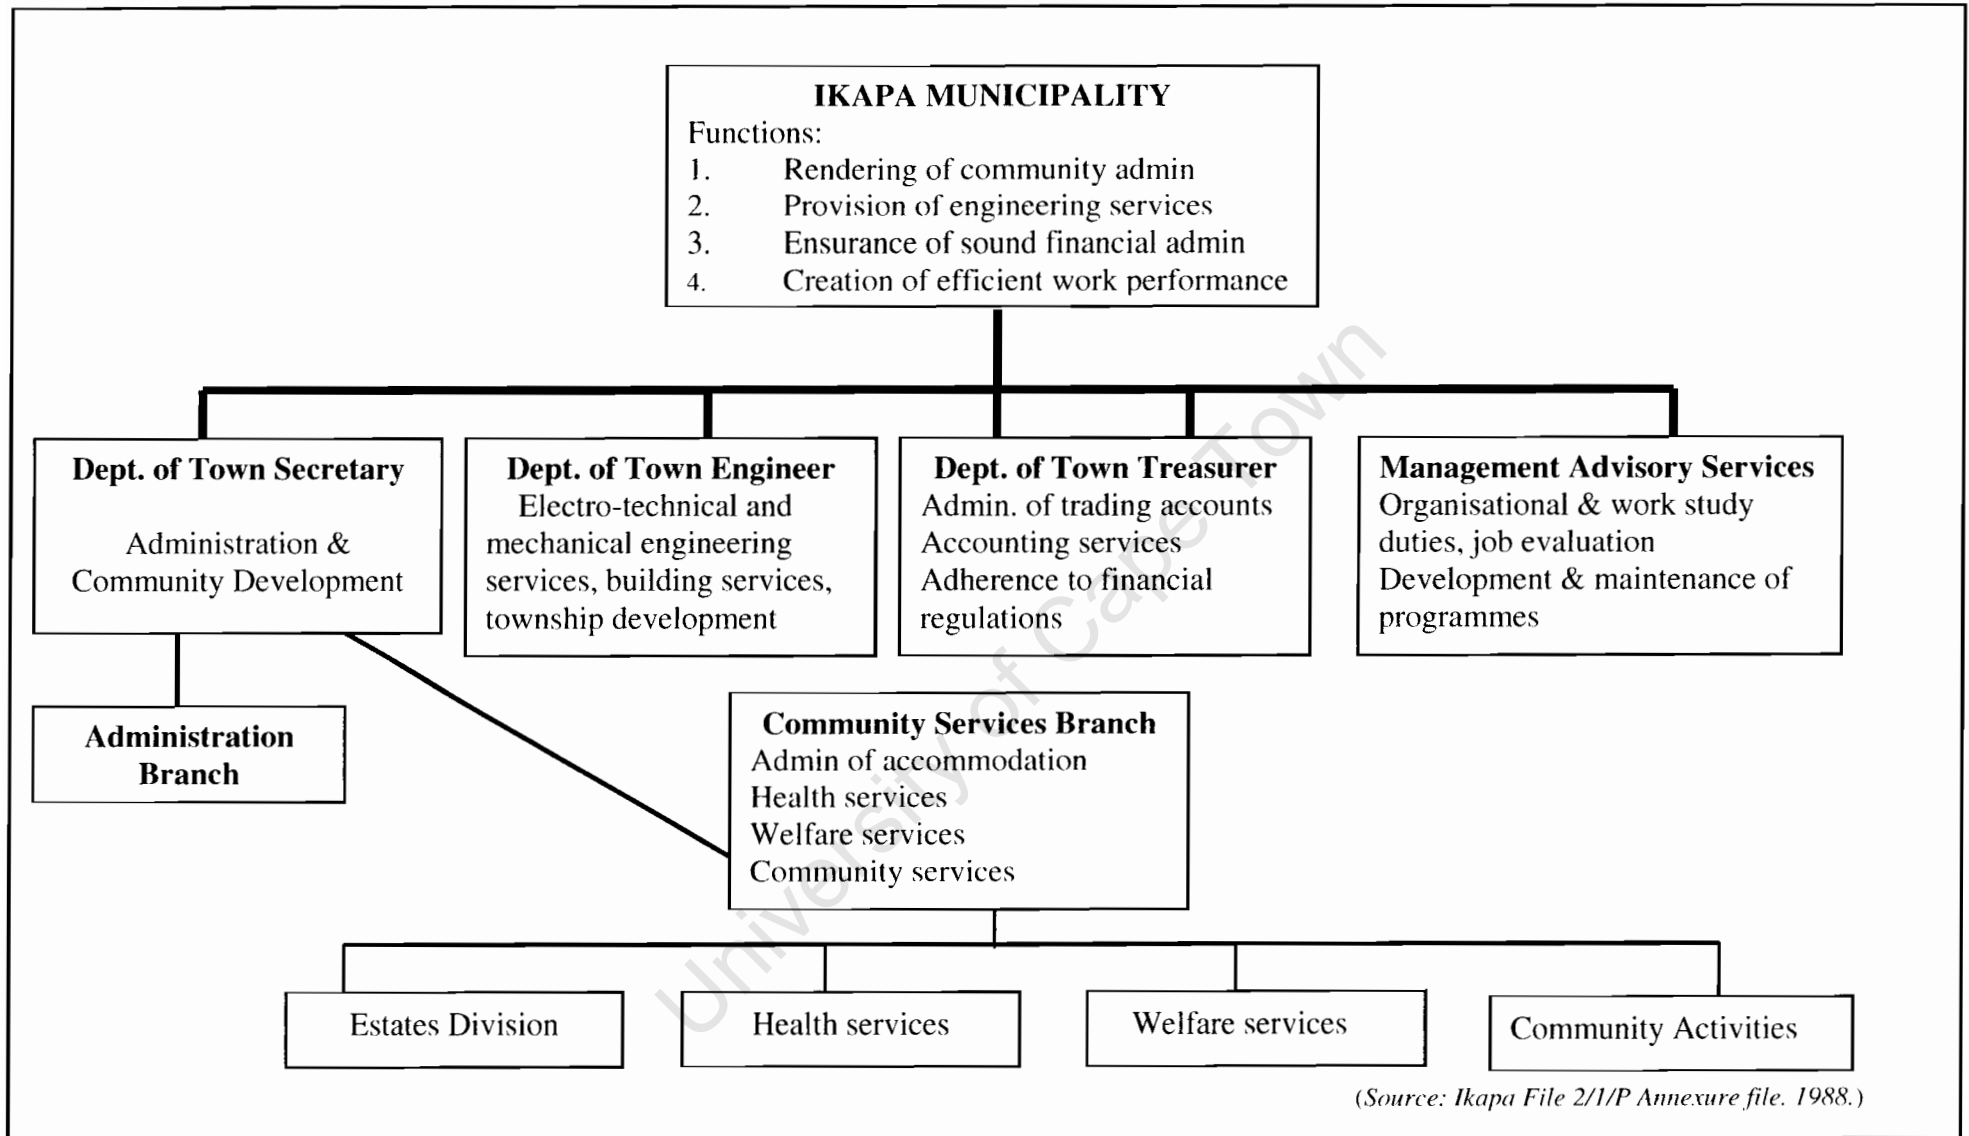 IKAPA MUNICIPALITY
Functions:
1. Rendering of community admin
2. Provision of engineering services
3. Ensurance of sound financial admin
4. Creation of efficient work performance
Dept. of Town Secretary
Administration &
Community Development
Dept. of Town Engineer
Electro-technical and
mechanical engineering
services, building services,
township development
Dept. of Town Treasurer
Admin. of trading accounts
Accounting services
Adherence to financial
regulations
Management Advisory Services
Organisational & work study
duties, job evaluation
Development & maintenance of
programmes
Administration
Branch
Community Services Branch
Admin of accommodation
Health services
Welfare services
Community services
Estates Division
Health services
Welfare services
Community Activities
(Source: Ikapa File 2/1/P Annexure file. 1988.)
University of Cape Town